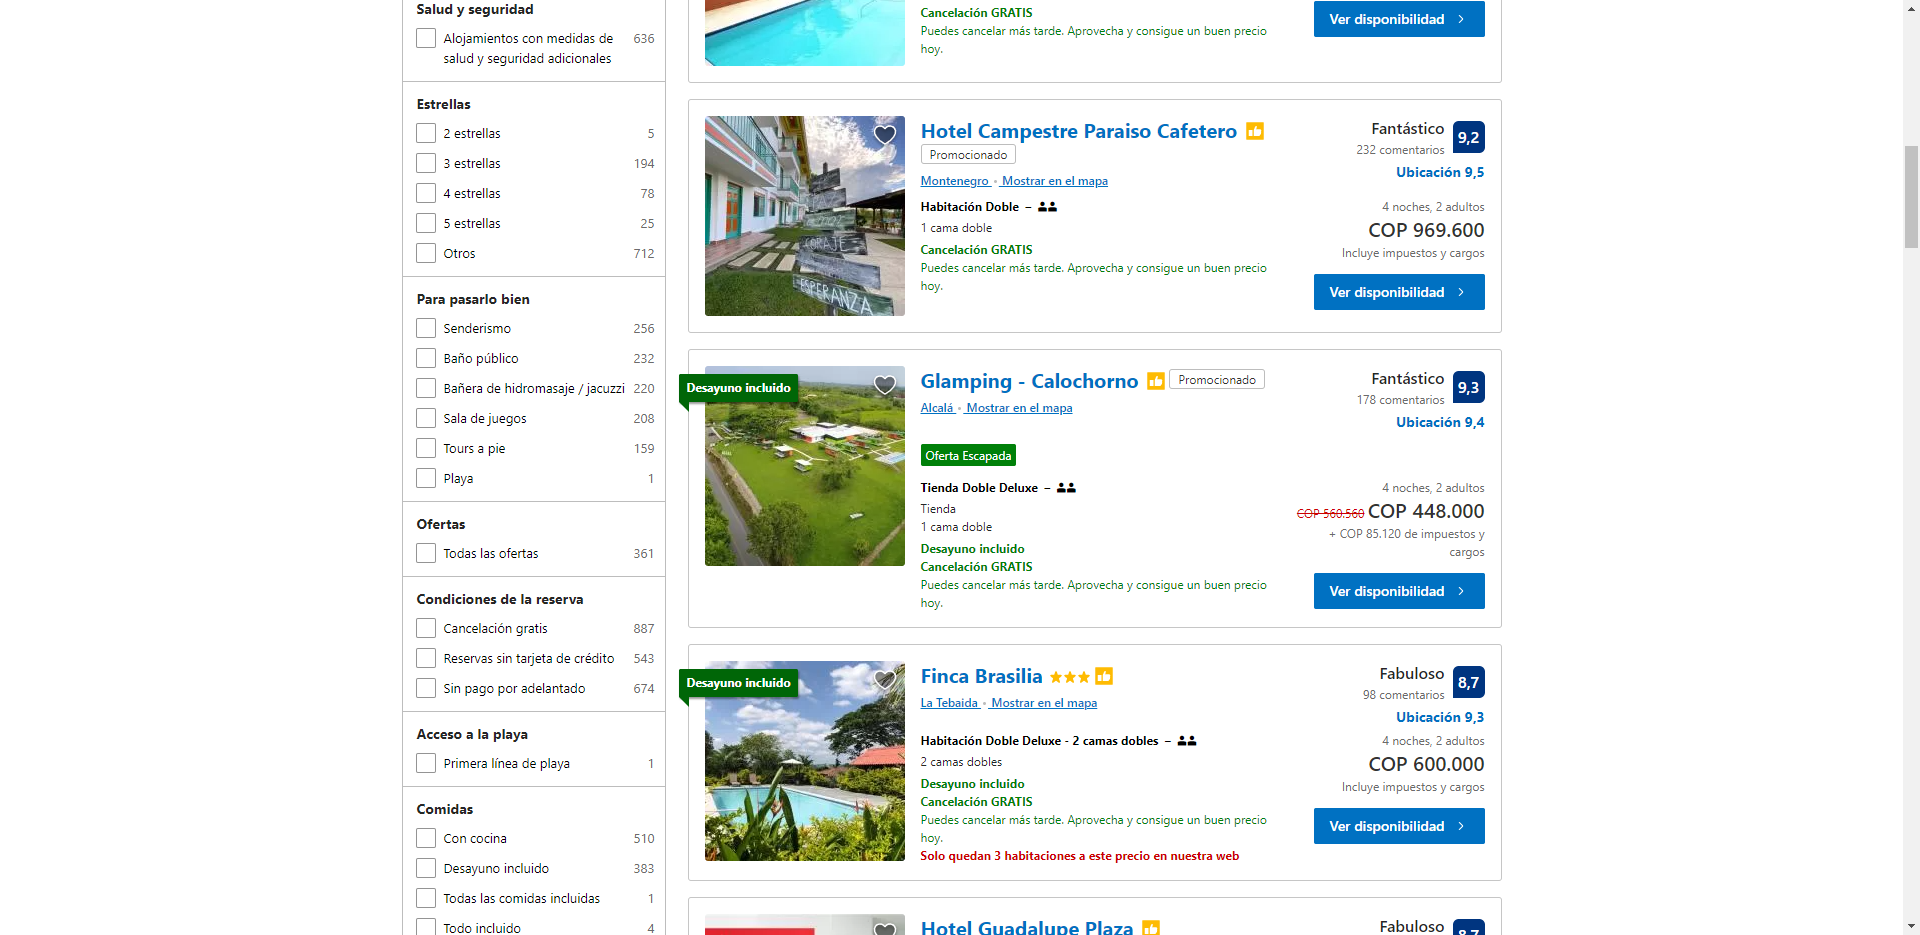 Salud y seguridad
Alojamientos con medidas de salud y seguridad adicionales 636
Estrellas
2 estrellas 5
3 estrellas 194
4 estrellas 78
5 estrellas 25
Otros 712
Para pasarlo bien
Senderismo 256
Baño público 232
Bañera de hidromasaje / jacuzzi 220
Sala de juegos 208
Tours a pie 159
Playa 1
Ofertas
Todas las ofertas 361
Condiciones de la reserva
Cancelación gratis 887
Reservas sin tarjeta de crédito 543
Sin pago por adelantado 674
Acceso a la playa
Primera línea de playa 1
Comidas
Con cocina 510
Desayuno incluido 383
Todas las comidas incluidas 1
Todo incluido 4
Cancelación GRATIS
Puedes cancelar más tarde. Aprovecha y consigue un buen precio
hoy.
Ver disponibilidad
Hotel Campestre Paraiso Cafetero
Promocionado
Montenegro • Mostrar en el mapa
Habitación Doble –
1 cama doble
Cancelación GRATIS
Puedes cancelar más tarde. Aprovecha y consigue un buen precio
hoy.
Fantástico 9,2
232 comentarios
Ubicación 9,5
4 noches, 2 adultos
COP 969.600
Incluye impuestos y cargos
Ver disponibilidad
CORAJE
ESPERANZA
Desayuno incluido
Glamping - Calochorno Promocionado
Alcalá • Mostrar en el mapa
Oferta Escapada
Tienda Doble Deluxe –
Tienda
1 cama doble
Desayuno incluido
Cancelación GRATIS
Puedes cancelar más tarde. Aprovecha y consigue un buen precio
hoy.
Fantástico 9,3
178 comentarios
Ubicación 9,4
4 noches, 2 adultos
COP 560.560 COP 448.000
+ COP 85.120 de impuestos y
cargos
Ver disponibilidad
Desayuno incluido
Finca Brasilia
La Tebaida • Mostrar en el mapa
Habitación Doble Deluxe - 2 camas dobles –
2 camas dobles
Desayuno incluido
Cancelación GRATIS
Puedes cancelar más tarde. Aprovecha y consigue un buen precio
hoy.
Solo quedan 3 habitaciones a este precio en nuestra web
Fabuloso 8,7
98 comentarios
Ubicación 9,3
4 noches, 2 adultos
COP 600.000
Incluye impuestos y cargos
Ver disponibilidad
Hotel Guadalupe Plaza
Fabuloso 8,7